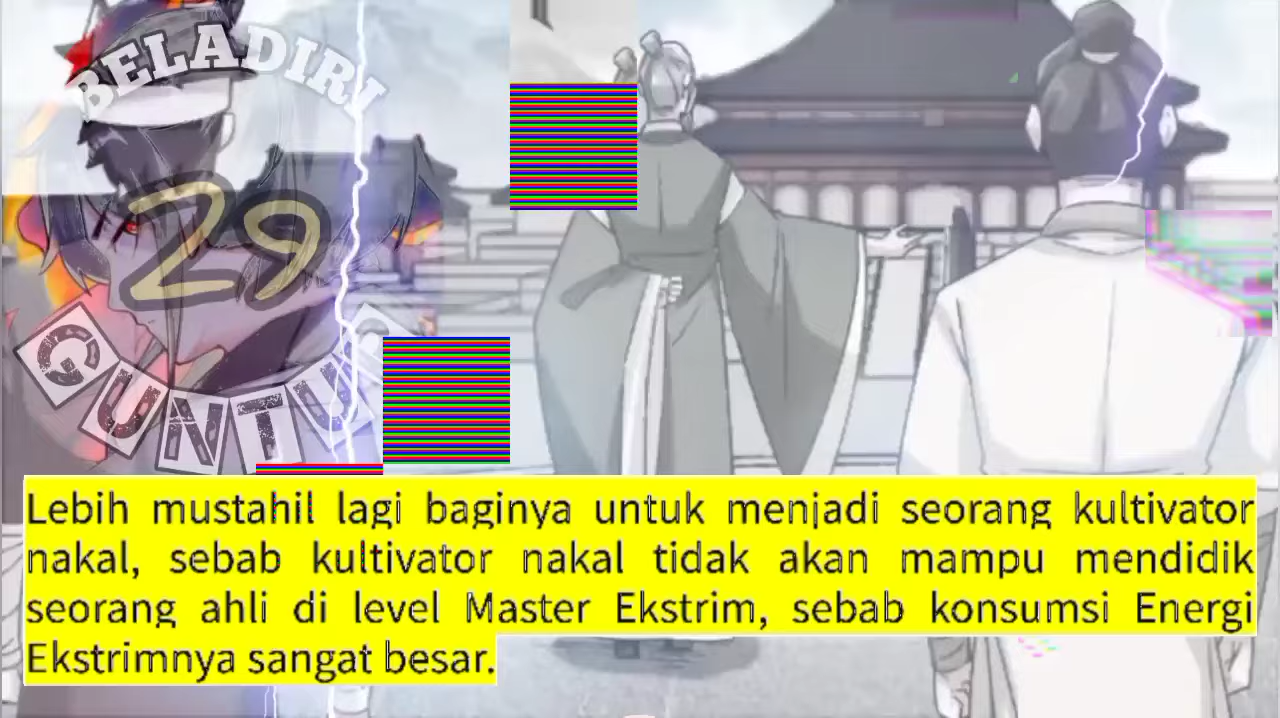 BELADIRI
29
GUNTUR
Lebih mustahil lagi baginya untuk menjadi seorang kultivator
nakal, sebab kultivator nakal tidak akan mampu mendidik
seorang ahli di level Master Ekstrim, sebab konsumsi Energi
Ekstrimnya sangat besar.